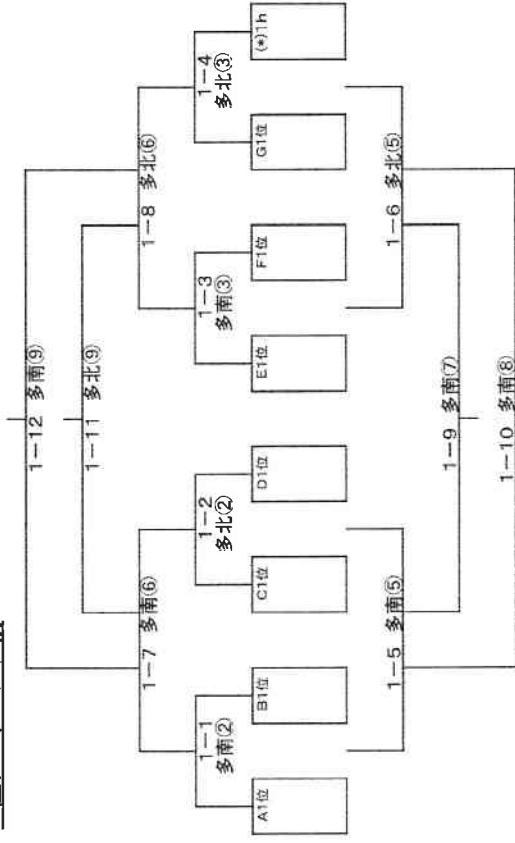 1－12 多南⑨
1－11 多北⑨
1－7 多南⑥
1－8 多北⑥
1－1
多南②
1－2
多北②
1－3
多南③
1－4
多北③
A1位
B1位
C1位
D1位
E1位
F1位
G1位
(*)1h
1－5 多南⑤
1－6 多北⑤
1－9 多南⑦
1－10 多南⑧